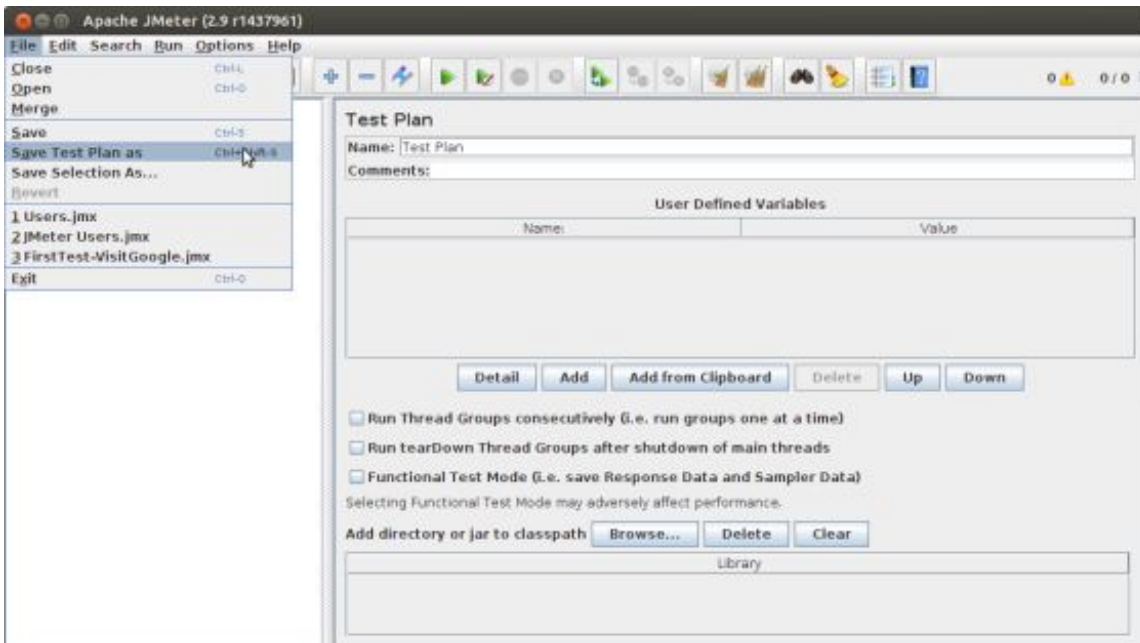 Apache JMeter (2.9 r1437961)
File Edit Search Run Options Help
Close Ctrl-L
Open Ctrl-O
Merge
Save Ctrl-S
Save Test Plan as
Save Selection As...
Revert
1 Users.jmx
2 JMeter Users.jmx
3 FirstTest-VisitGoogle.jmx
Exit Ctrl-Q
0 0 / 0
Test Plan
Name: Test Plan
Comments:
User Defined Variables
Name: Value
Detail Add Add from Clipboard Delete Up Down
Run Thread Groups consecutively (i.e. run groups one at a time)
Run tearDown Thread Groups after shutdown of main threads
Functional Test Mode (i.e. save Response Data and Sampler Data)
Selecting Functional Test Mode may adversely affect performance.
Add directory or jar to classpath Browse... Delete Clear
Library